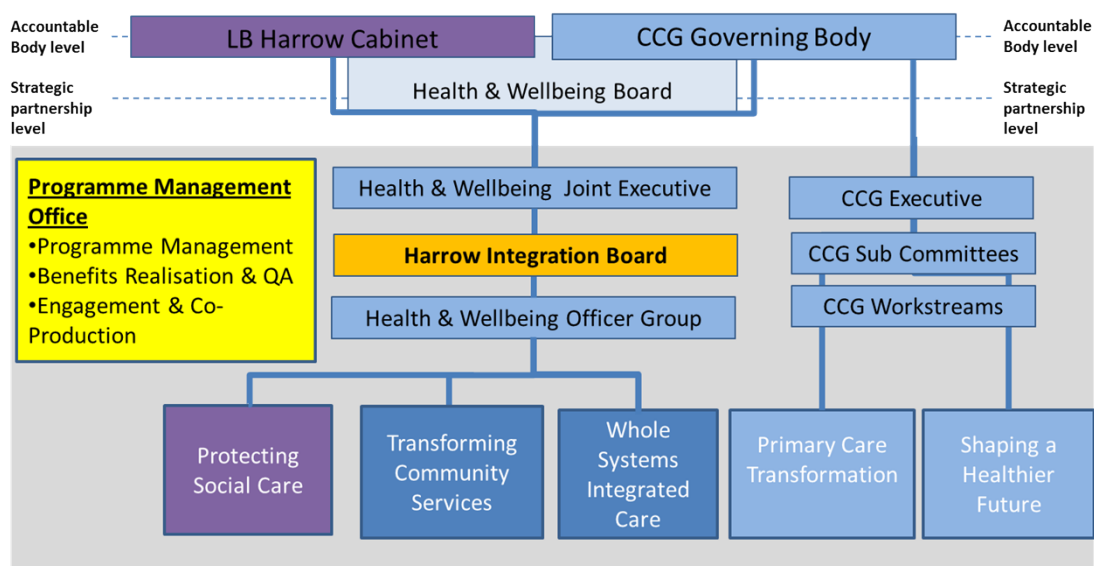 Accountable
Body level
LB Harrow Cabinet
CCG Governing Body
Accountable
Body level
Strategic
partnership
level
Health & Wellbeing Board
Strategic
partnership
level
Programme Management
Office
•Programme Management
•Benefits Realisation & QA
•Engagement & Co-
Production
Health & Wellbeing Joint Executive
Harrow Integration Board
Health & Wellbeing Officer Group
CCG Executive
CCG Sub Committees
CCG Workstreams
Protecting
Social Care
Transforming
Community
Services
Whole
Systems
Integrated
Care
Primary Care
Transformation
Shaping a
Healthier
Future